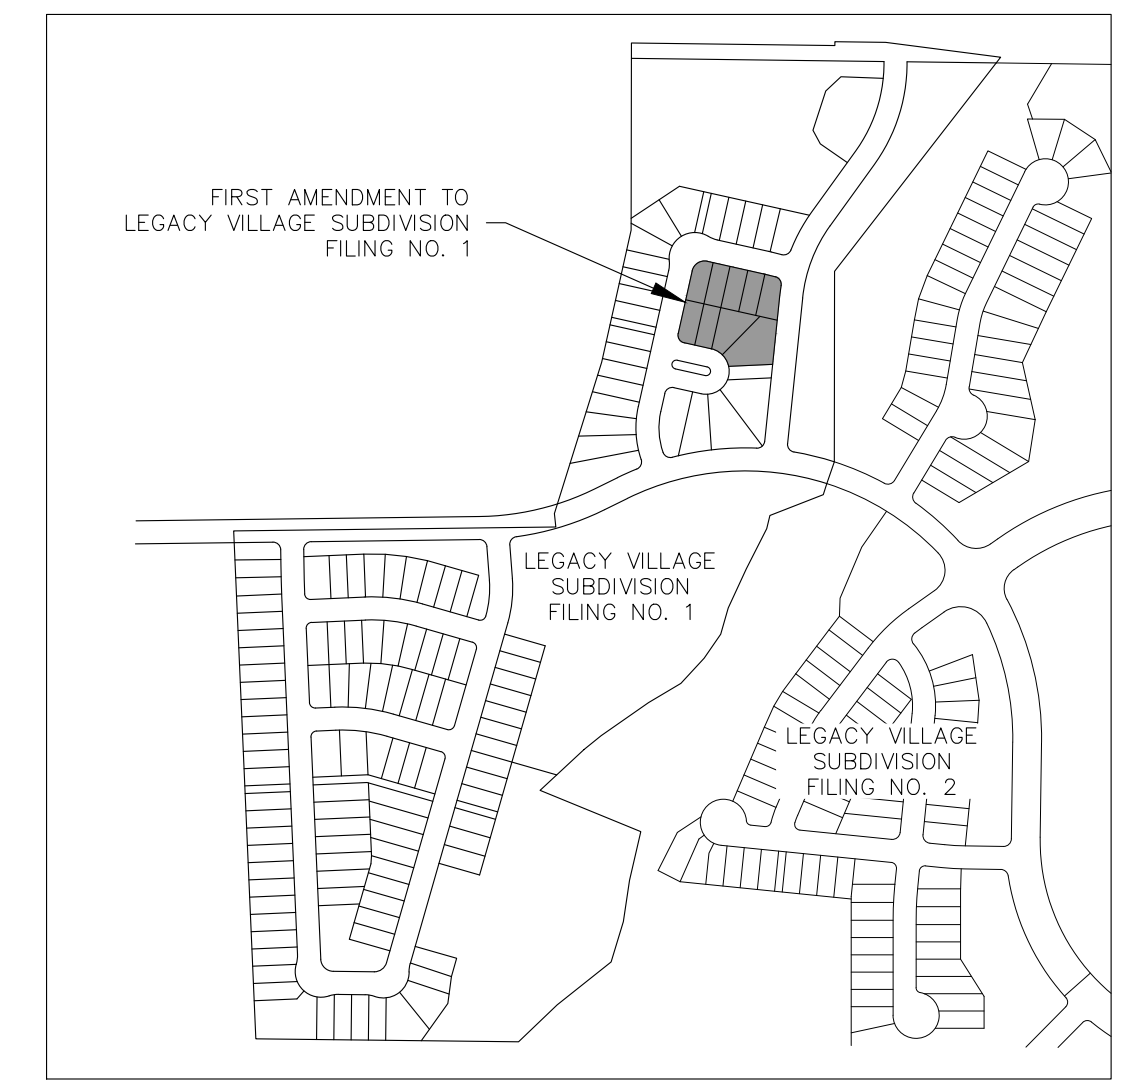 FIRST AMENDMENT TO
LEGACY VILLAGE SUBDIVISION
FILING NO. 1
LEGACY VILLAGE
SUBDIVISION
FILING NO. 1
LEGACY VILLAGE
SUBDIVISION
FILING NO. 2